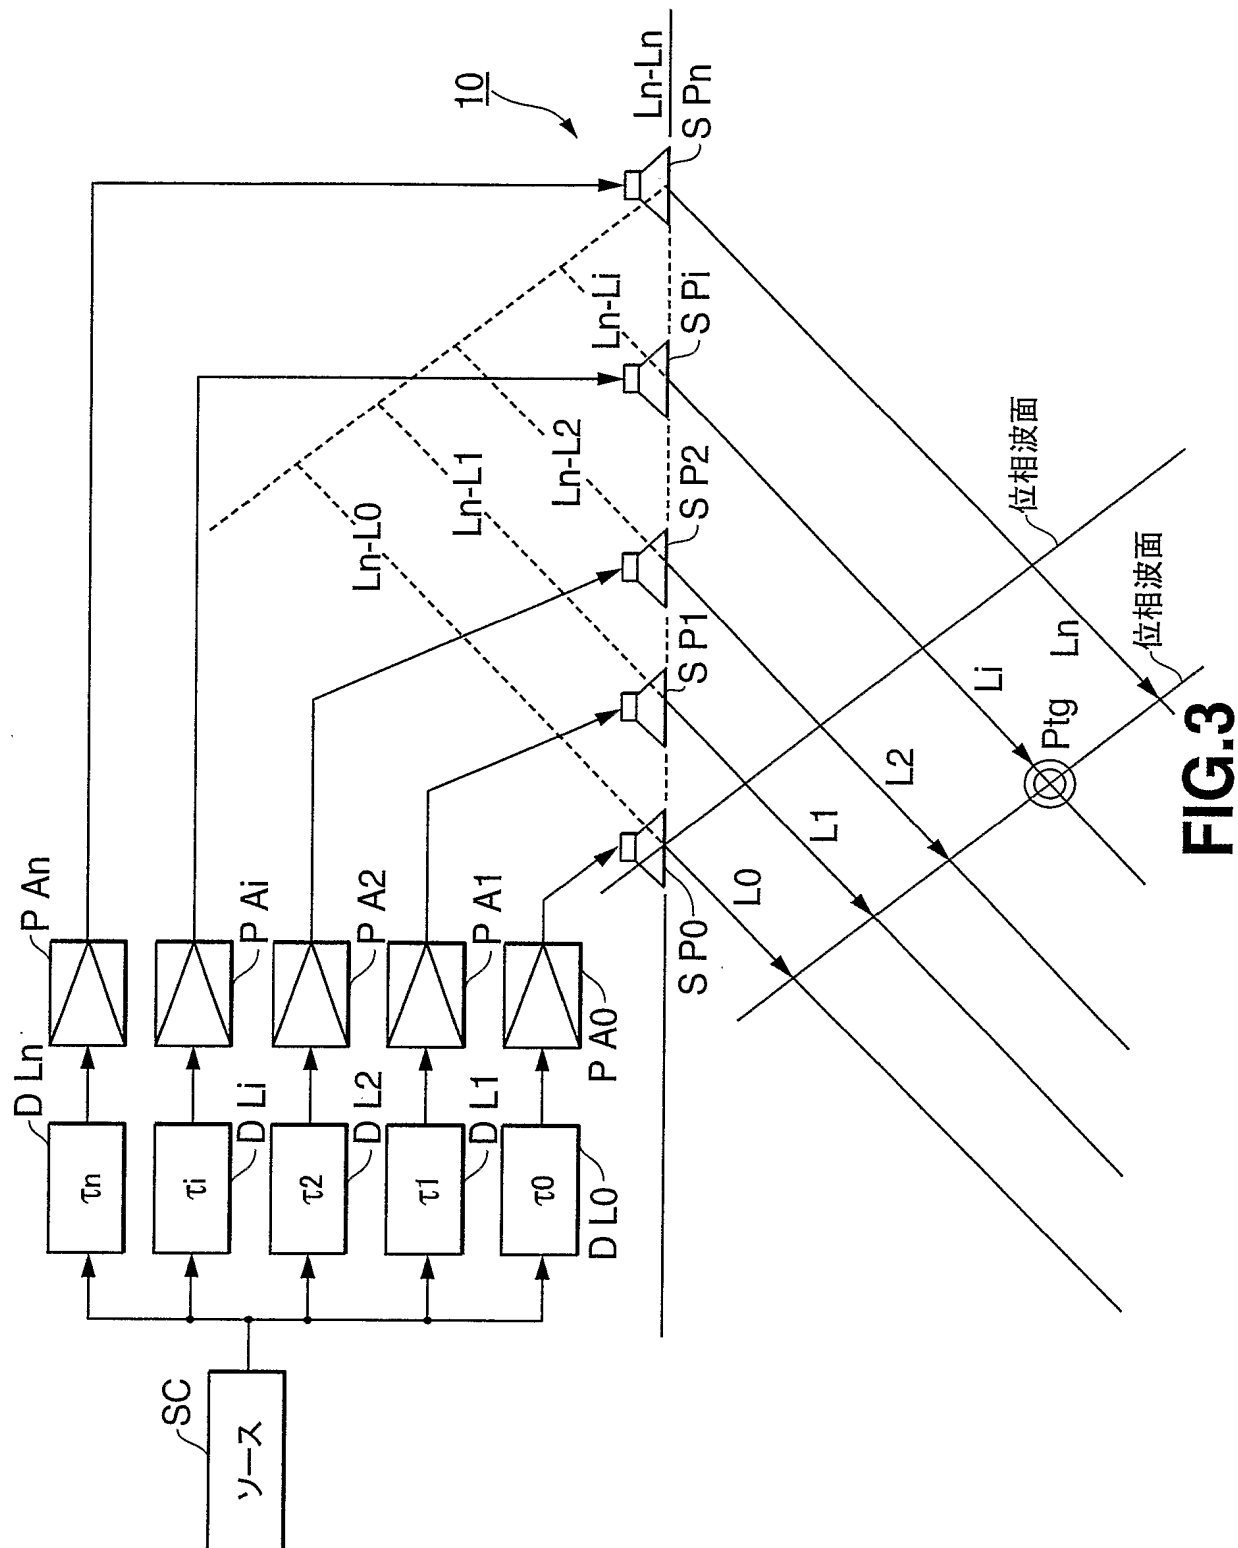 10
Ln-Ln
S Pn
S Pi
S P2
S P1
S P0
Ln-Li
Ln-L2
Ln-L1
Ln-L0
P An
P Ai
P A2
P A1
P A0
D Ln
D Li
D L2
D L1
D L0
τn
τi
τ2
τ1
τ0
SC
ソース
位相波面
位相波面
Ln
Li
Ptg
L2
L1
L0
FIG.3